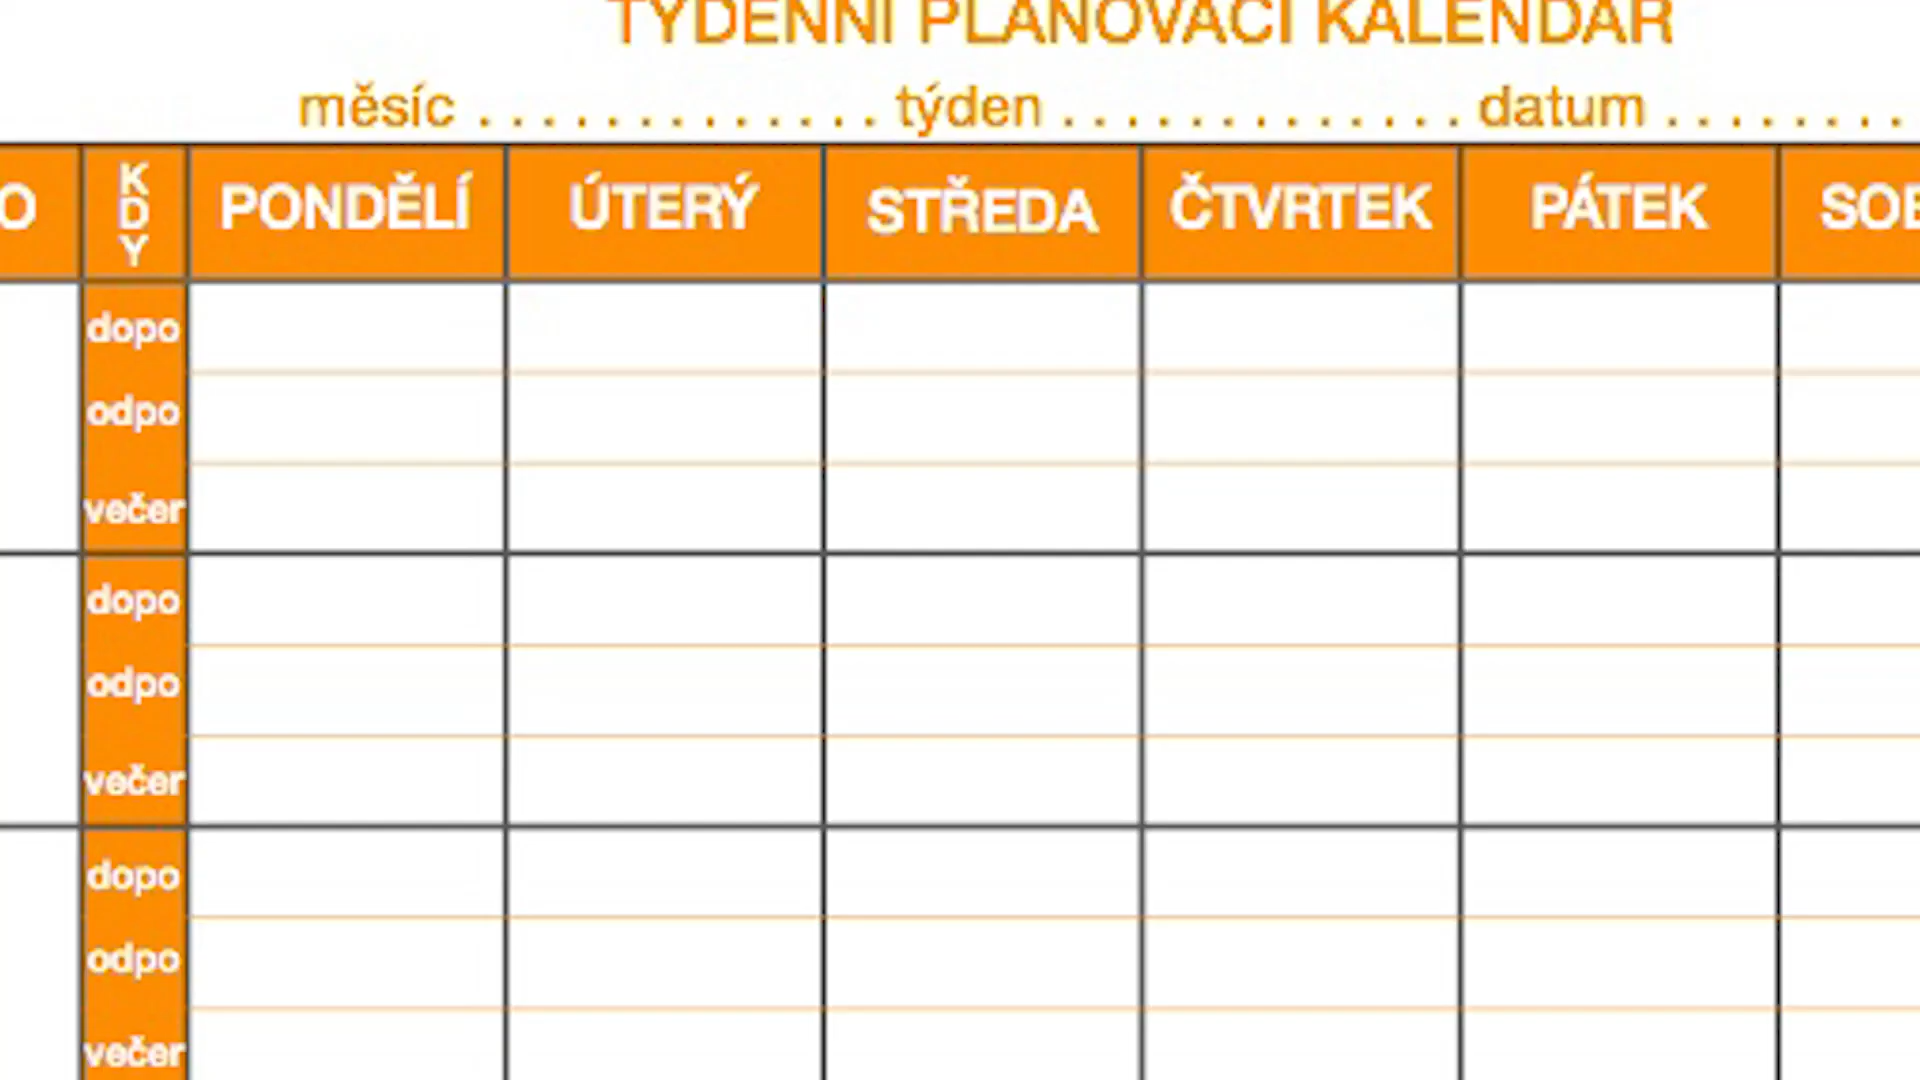 TÝDENNÍ PLÁNOVACÍ KALENDÁŘ
měsíc . . . . . . . . . . . . . týden . . . . . . . . . . . . . datum . . . . . . . .
O KDY PONDĚLÍ ÚTERÝ STŘEDA ČTVRTEK PÁTEK SOB
dopo
odpo
večer
dopo
odpo
večer
dopo
odpo
večer